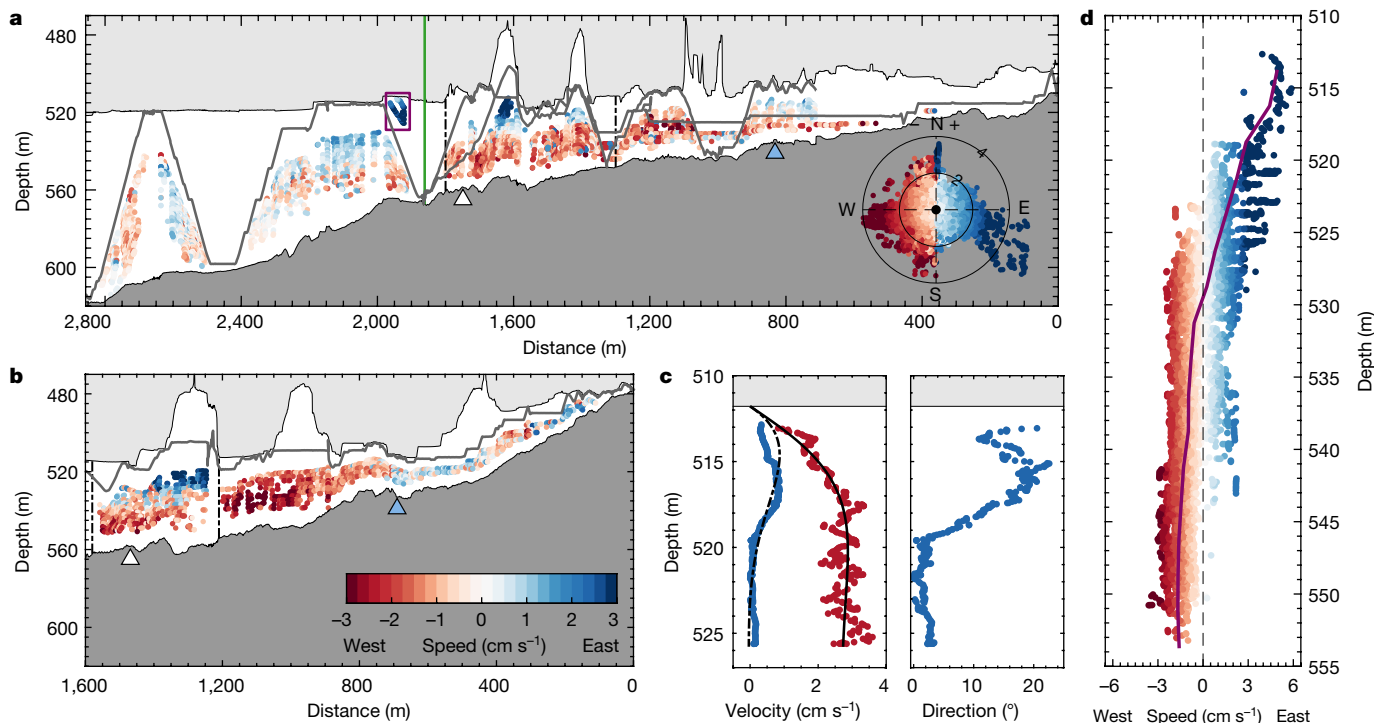 a
480
520
560
600
Depth (m)
2,800
2,400
2,000
1,600
1,200
800
400
0
Distance (m)
– N +
4
2
0
W
E
S
b
480
520
560
600
Depth (m)
–3
–2
–1
0
1
2
3
West
Speed (cm s⁻¹)
East
1,600
1,200
800
400
0
Distance (m)
c
510
515
520
525
Depth (m)
0
2
4
Velocity (cm s⁻¹)
0
10
20
Direction (°)
d
510
515
520
525
530
535
540
545
550
555
Depth (m)
–6
–3
0
3
6
West
Speed (cm s⁻¹)
East